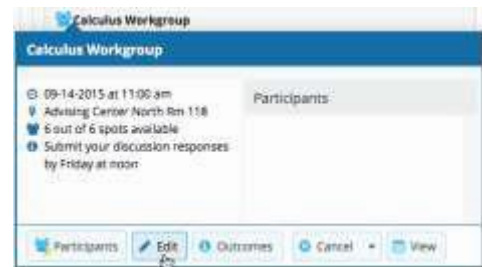 Calculus Workgroup
Calculus Workgroup
09-14-2015 at 11:00 am
Advising Center North Rm 118
6 out of 6 spots available
Submit your discussion responses
by Friday at noon
Participants
Participants Edit Outcomes Cancel View